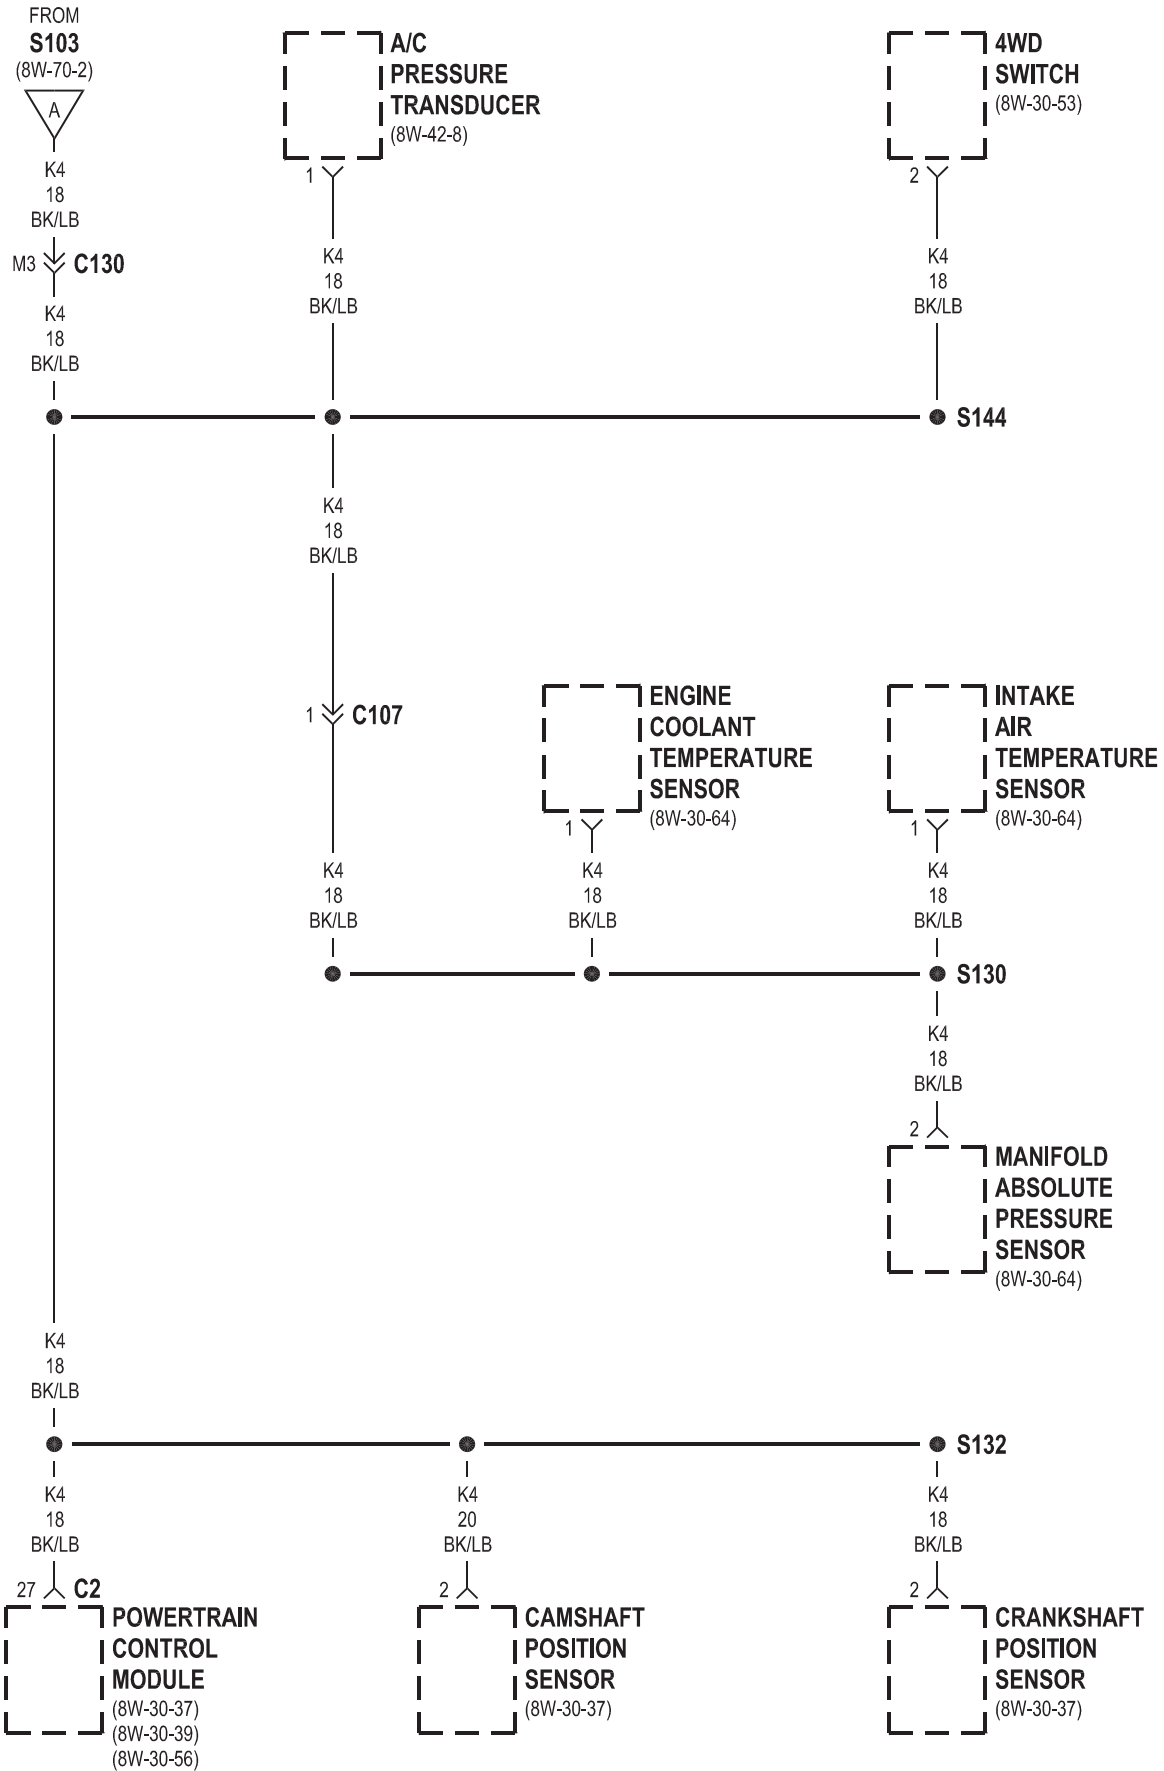 FROM
S103
(8W-70-2)
A
K4
18
BK/LB
M3
C130
K4
18
BK/LB
A/C
PRESSURE
TRANSDUCER
(8W-42-8)
1
K4
18
BK/LB
4WD
SWITCH
(8W-30-53)
2
K4
18
BK/LB
S144
K4
18
BK/LB
1
C107
K4
18
BK/LB
ENGINE
COOLANT
TEMPERATURE
SENSOR
(8W-30-64)
1
K4
18
BK/LB
INTAKE
AIR
TEMPERATURE
SENSOR
(8W-30-64)
1
K4
18
BK/LB
S130
K4
18
BK/LB
2
MANIFOLD
ABSOLUTE
PRESSURE
SENSOR
(8W-30-64)
K4
18
BK/LB
S132
K4
18
BK/LB
27
C2
POWERTRAIN
CONTROL
MODULE
(8W-30-37)
(8W-30-39)
(8W-30-56)
K4
20
BK/LB
2
CAMSHAFT
POSITION
SENSOR
(8W-30-37)
K4
18
BK/LB
2
CRANKSHAFT
POSITION
SENSOR
(8W-30-37)